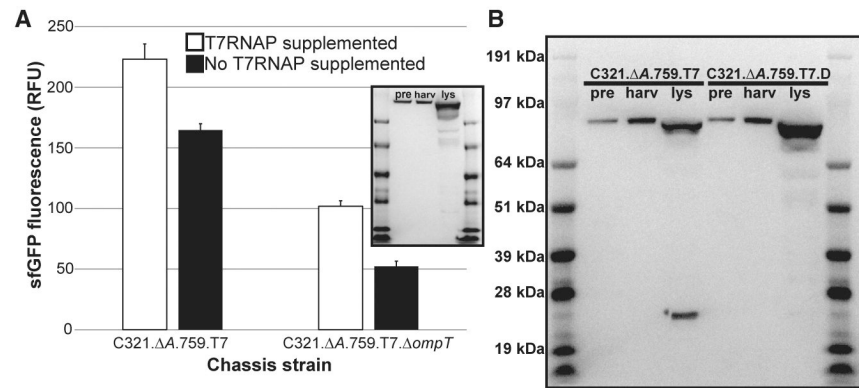 A
250
200
150
100
50
0
sfGFP fluorescence (RFU)
T7RNAP supplemented
No T7RNAP supplemented
pre harv lys
C321.ΔA.759.T7
C321.ΔA.759.T7.ΔompT
Chassis strain
B
C321.ΔA.759.T7 C321.ΔA.759.T7.D
pre harv lys pre harv lys
191 kDa
97 kDa
64 kDa
51 kDa
39 kDa
28 kDa
19 kDa